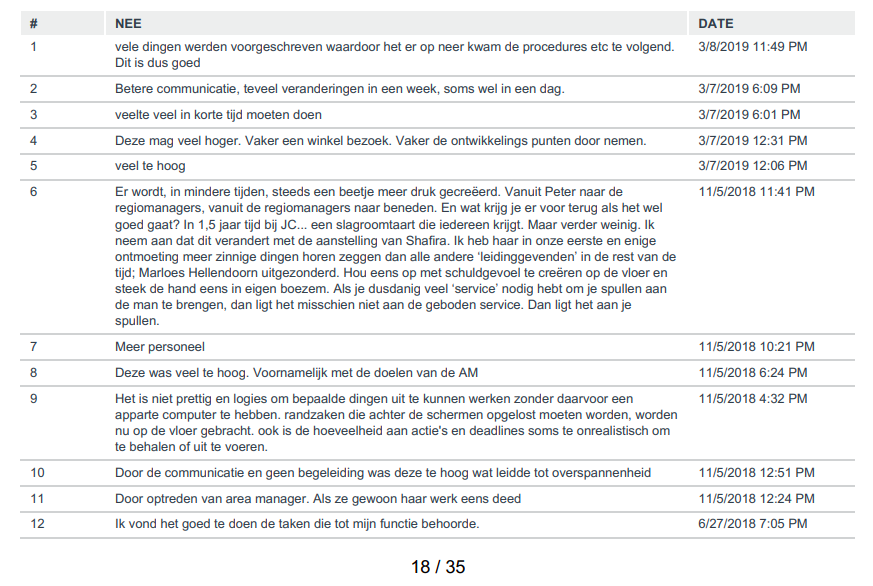 # NEE DATE
1 vele dingen werden voorgeschreven waardoor het er op neer kwam de procedures etc te volgend. 3/8/2019 11:49 PM
Dit is dus goed
2 Betere communicatie, teveel veranderingen in een week, soms wel in een dag. 3/7/2019 6:09 PM
3 veelte veel in korte tijd moeten doen 3/7/2019 6:01 PM
4 Deze mag veel hoger. Vaker een winkel bezoek. Vaker de ontwikkelings punten door nemen. 3/7/2019 12:31 PM
5 veel te hoog 3/7/2019 12:06 PM
6 Er wordt, in mindere tijden, steeds een beetje meer druk gecreëerd. Vanuit Peter naar de 11/5/2018 11:41 PM
regiomanagers, vanuit de regiomanagers naar beneden. En wat krijg je er voor terug als het wel
goed gaat? In 1,5 jaar tijd bij JC... een slagroomtaart die iedereen krijgt. Maar verder weinig. Ik
neem aan dat dit verandert met de aanstelling van Shafira. Ik heb haar in onze eerste en enige
ontmoeting meer zinnige dingen horen zeggen dan alle andere ‘leidinggevenden’ in de rest van de
tijd; Marloes Hellendoorn uitgezonderd. Hou eens op met schuldgevoel te creëren op de vloer en
steek de hand eens in eigen boezem. Als je dusdanig veel ‘service’ nodig hebt om je spullen aan
de man te brengen, dan ligt het misschien niet aan de geboden service. Dan ligt het aan je
spullen.
7 Meer personeel 11/5/2018 10:21 PM
8 Deze was veel te hoog. Voornamelijk met de doelen van de AM 11/5/2018 6:24 PM
9 Het is niet prettig en logies om bepaalde dingen uit te kunnen werken zonder daarvoor een 11/5/2018 4:32 PM
apparte computer te hebben. randzaken die achter de schermen opgelost moeten worden, worden
nu op de vloer gebracht. ook is de hoeveelheid aan actie's en deadlines soms te onrealistisch om
te behalen of uit te voeren.
10 Door de communicatie en geen begeleiding was deze te hoog wat leidde tot overspannenheid 11/5/2018 12:51 PM
11 Door optreden van area manager. Als ze gewoon haar werk eens deed 11/5/2018 12:24 PM
12 Ik vond het goed te doen de taken die tot mijn functie behoorde. 6/27/2018 7:05 PM
18 / 35